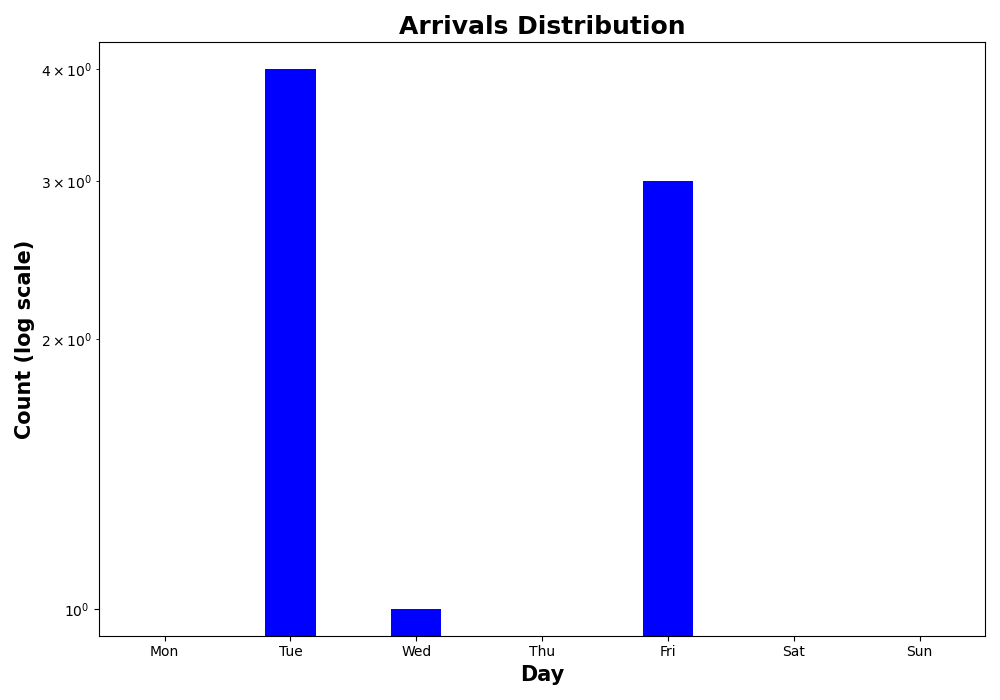 Arrivals Distribution
Count (log scale)
4 × 10⁰
3 × 10⁰
2 × 10⁰
10⁰
Mon Tue Wed Thu Fri Sat Sun
Day